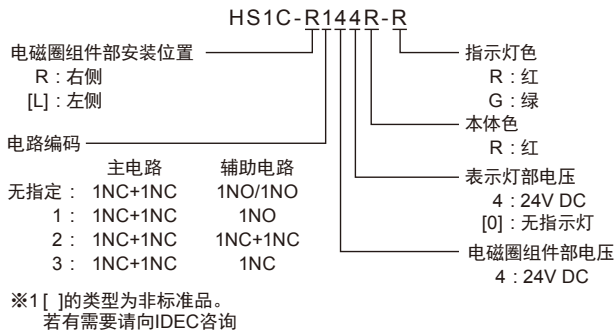 HS1C-R144R-R
电磁圈组件部安装位置
R：右侧
[L]：左侧
电路编码
主电路 辅助电路
无指定： 1NC+1NC 1NO/1NO
1： 1NC+1NC 1NO
2： 1NC+1NC 1NC+1NC
3： 1NC+1NC 1NC
※1 [ ]的类型为非标准品。
若有需要请向IDEC咨询
指示灯色
R：红
G：绿
本体色
R：红
表示灯部电压
4：24V DC
[0]：无指示灯
电磁圈组件部电压
4：24V DC